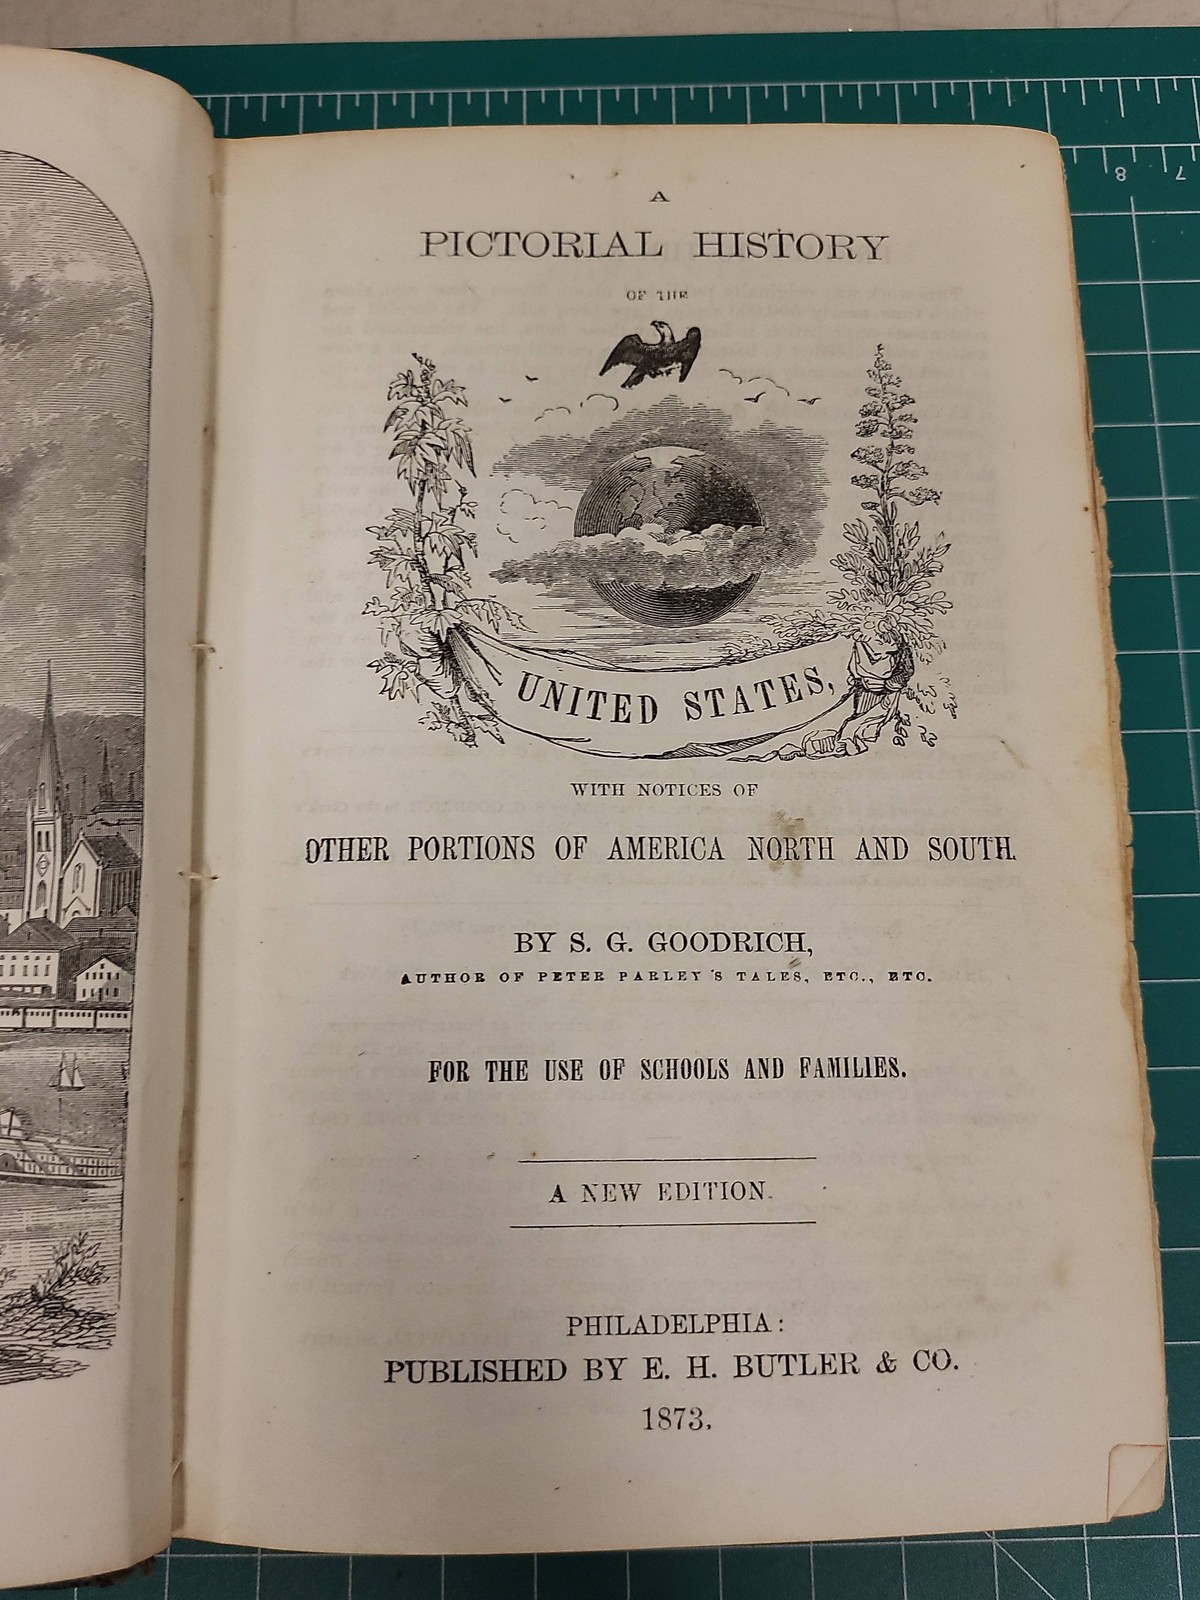 A
PICTORIAL HISTORY
OF THE
UNITED STATES,
WITH NOTICES OF
OTHER PORTIONS OF AMERICA NORTH AND SOUTH.
BY S. G. GOODRICH,
AUTHOR OF PETER PARLEY'S TALES, ETC., ETC.
FOR THE USE OF SCHOOLS AND FAMILIES.
A NEW EDITION.
PHILADELPHIA:
PUBLISHED BY E. H. BUTLER & CO.
1873.
8 7